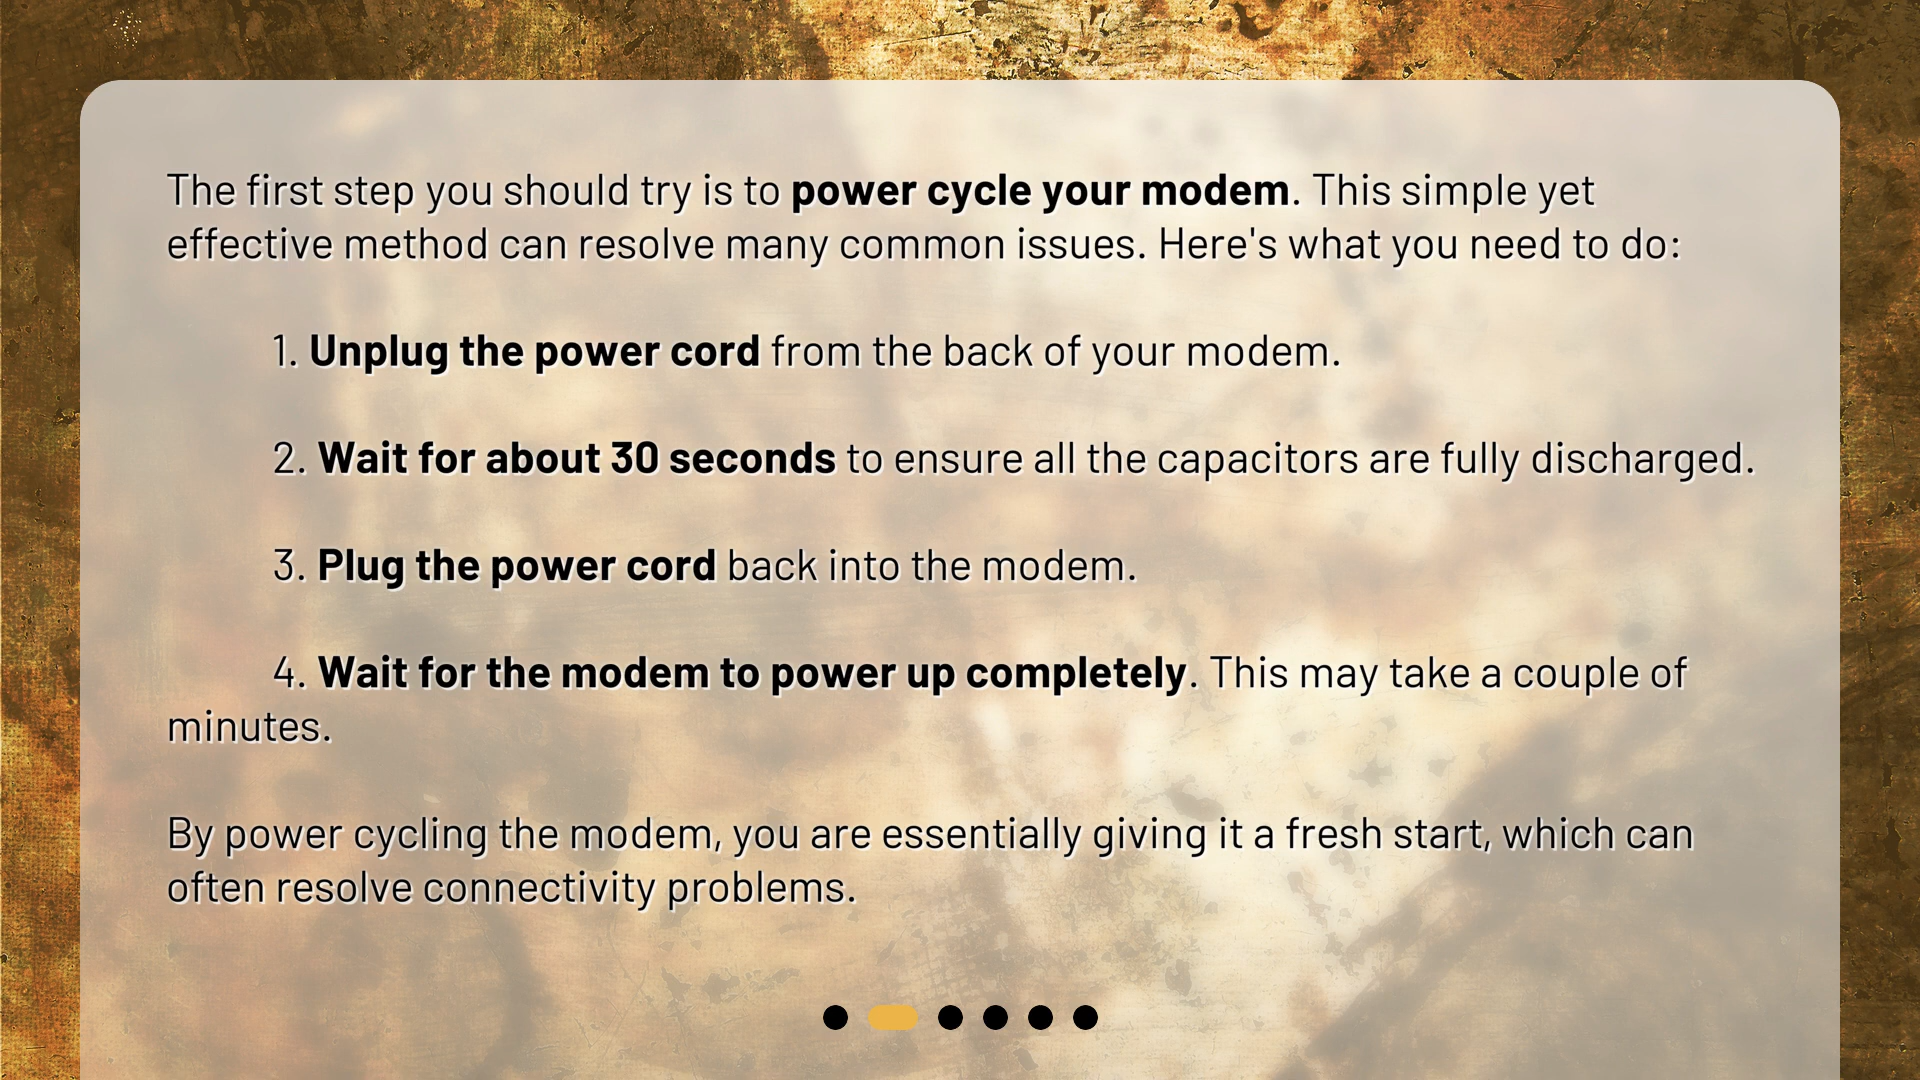 The first step you should try is to power cycle your modem. This simple yet
effective method can resolve many common issues. Here's what you need to do:
1. Unplug the power cord from the back of your modem.
2. Wait for about 30 seconds to ensure all the capacitors are fully discharged.
3. Plug the power cord back into the modem.
4. Wait for the modem to power up completely. This may take a couple of
minutes.
By power cycling the modem, you are essentially giving it a fresh start, which can
often resolve connectivity problems.